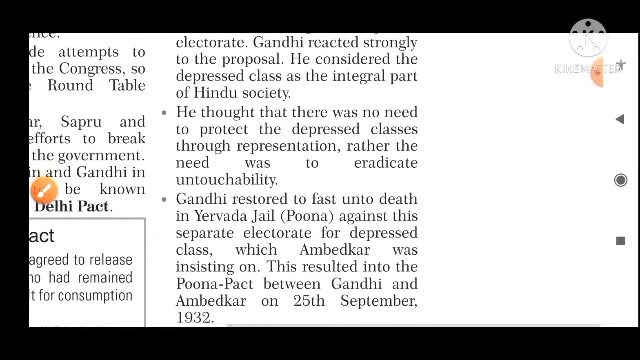 ence.
de attempts to
the Congress, so
e Round Table
ar, Sapru and
efforts to break
the government.
in and Gandhi in
be known
Delhi Pact.
act
agreed to release
ho had remained
t for consumption
electorate. Gandhi reacted strongly
to the proposal. He considered the
depressed class as the integral part
of Hindu society.
• He thought that there was no need
to protect the depressed classes
through representation, rather the
need was to eradicate
untouchability.
• Gandhi restored to fast unto death
in Yervada Jail (Poona) against this
separate electorate for depressed
class, which Ambedkar was
insisting on. This resulted into the
Poona-Pact between Gandhi and
Ambedkar on 25th September,
1932.
KINEMASTER